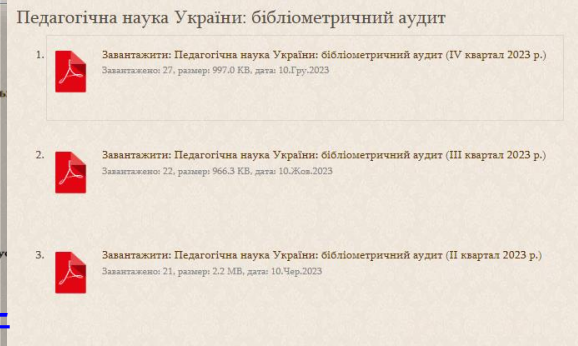 Педагогічна наука України: бібліометричний аудит
1. Завантажити: Педагогічна наука України: бібліометричний аудит (IV квартал 2023 р.)
Завантажено: 27, размер: 997.0 KB, дата: 10.Гру.2023
2. Завантажити: Педагогічна наука України: бібліометричний аудит (III квартал 2023 р.)
Завантажено: 22, размер: 966.3 KB, дата: 10.Жов.2023
3. Завантажити: Педагогічна наука України: бібліометричний аудит (II квартал 2023 р.)
Завантажено: 21, размер: 2.2 MB, дата: 10.Чер.2023